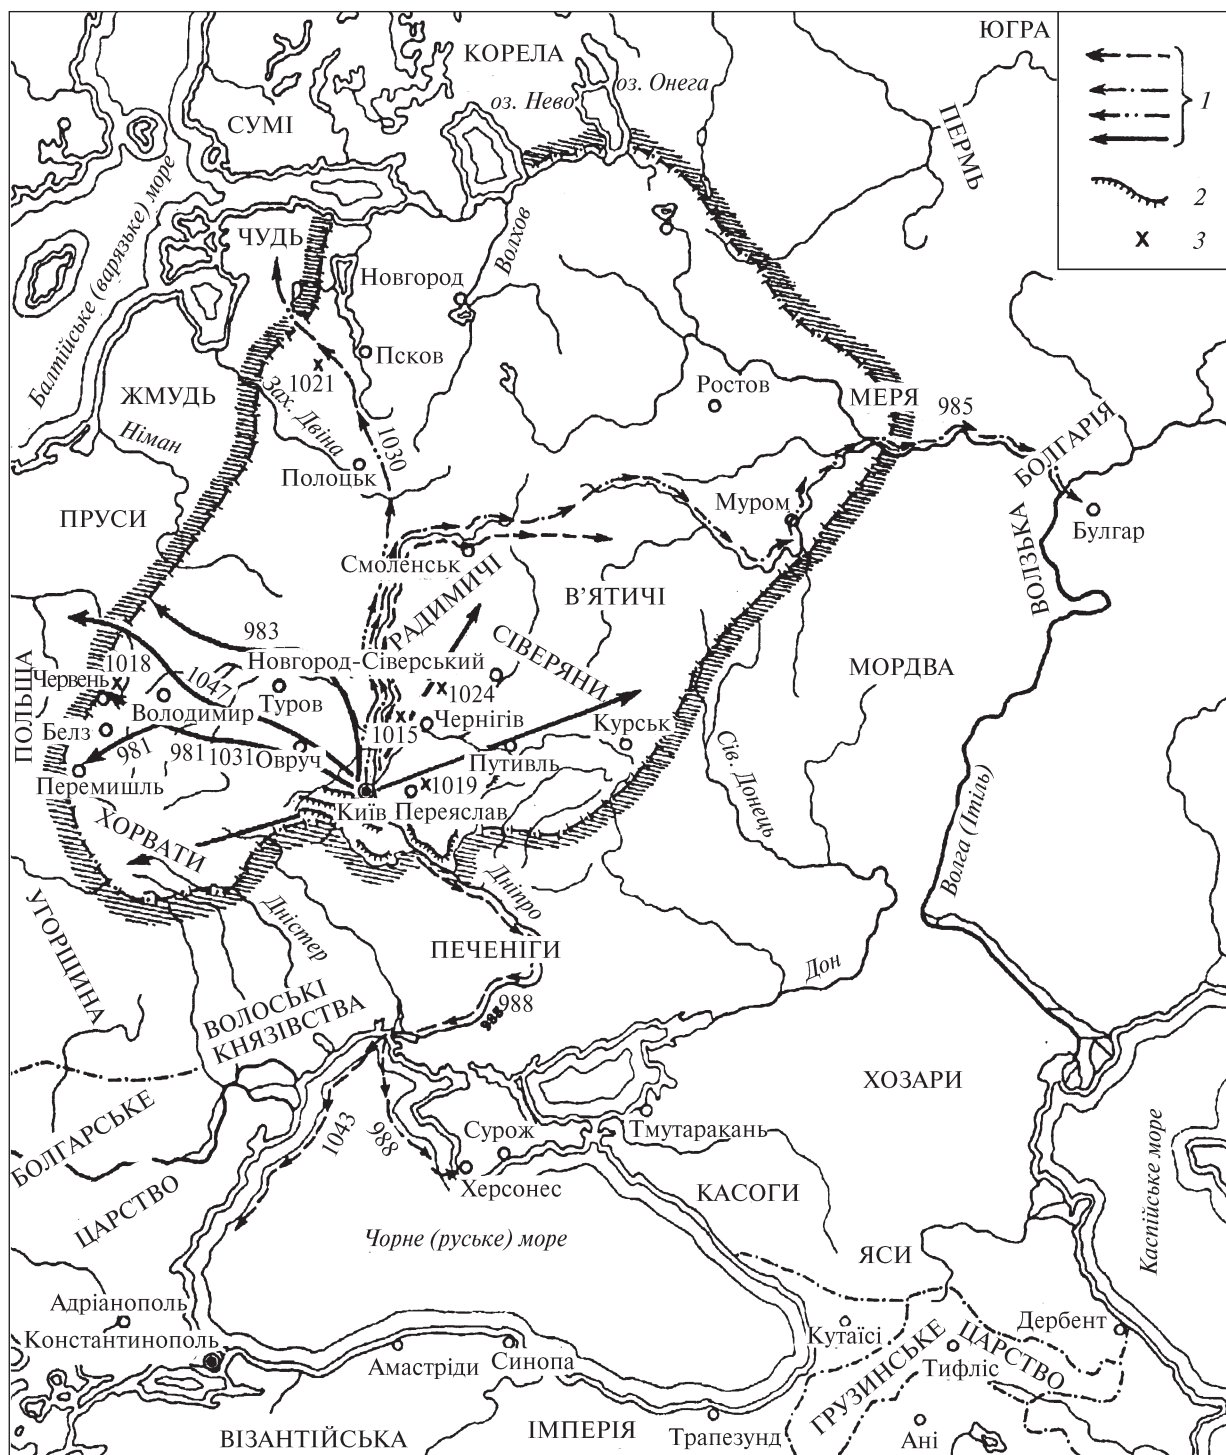 ЮГРА
КОРЕЛА
оз. Онега
оз. Нево
1
СУМІ
ПЕРМЬ
2
3
Балтійське (варязьке) море
ЧУДЬ
Волхов
Новгород
Псков
1021
Зах. Двіна
ЖМУДЬ
Німан
Ростов
МЕРЯ
985
ВОЛЗЬКА БОЛГАРІЯ
1030
Полоцьк
ПРУСИ
Муром
Булгар
Смоленськ
РАДИМИЧІ
В’ЯТИЧІ
983
СІВЕРЯНИ
МОРДВА
ПОЛЬЩА
1018
Червень
1047
Новгород-Сіверський
Туров
1024
Володимир
Чернігів
Белз
1015
Курськ
981
981
1031
Овруч
Путивль
Сів. Донець
Перемишль
1019
Київ
Переяслав
Волга (Ітіль)
ХОРВАТИ
Дніпро
УГОРЩИНА
Дністер
ПЕЧЕНІГИ
Дон
ВОЛОСЬКІ
КНЯЗІВСТВА
988
988
ХОЗАРИ
БОЛГАРСЬКЕ
ЦАРСТВО
1043
988
Сурож
Тмутаракань
Херсонес
КАСОГИ
Каспійське море
Чорне (руське) море
ЯСИ
Адріанополь
Константинополь
Кутаїсі
Дербент
ГРУЗИНСЬКЕ
ЦАРСТВО
Амастріди
Синопа
Тифліс
ВІЗАНТІЙСЬКА
ІМПЕРІЯ
Трапезунд
Ані